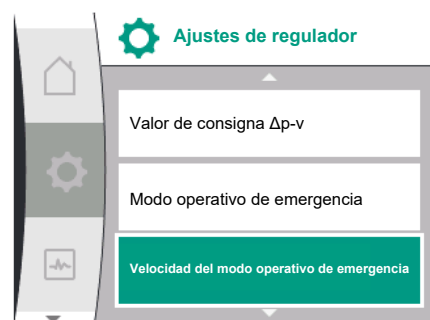 Ajustes de regulador
Valor de consigna Δp-v
Modo operativo de emergencia
Velocidad del modo operativo de emergencia